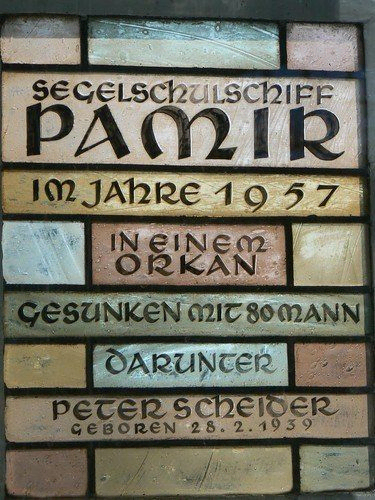 SEGELSCHULSCHIFF
PAMIR
IM JAHRE 1957
IN EINEM
ORKAN
GESUNKEN MIT 80 MANN
DARUNTER
PETER SCHEIDER
GEBOREN 28. 2. 1939